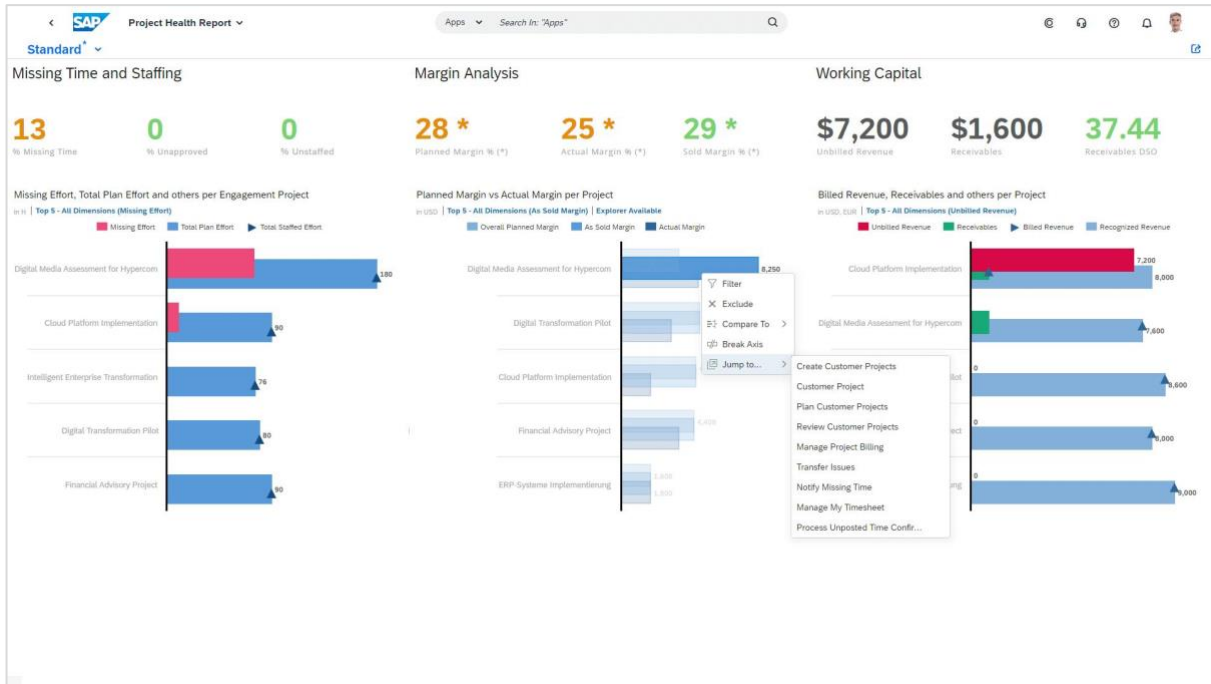 SAP Project Health Report Apps Search In: "Apps"
Standard*
Missing Time and Staffing
13 0 0
% Missing Time % Unapproved % Unstaffed
Missing Effort, Total Plan Effort and others per Engagement Project
in H | Top 5 - All Dimensions (Missing Effort)
Missing Effort Total Plan Effort Total Staffed Effort
Digital Media Assessment for Hypercom 180
Cloud Platform Implementation 90
Intelligent Enterprise Transformation 76
Digital Transformation Pilot 80
Financial Advisory Project 90
Margin Analysis
28 * 25 * 29 *
Planned Margin % (*) Actual Margin % (*) Sold Margin % (*)
Planned Margin vs Actual Margin per Project
in USD | Top 5 - All Dimensions (As Sold Margin) | Explorer Available
Overall Planned Margin As Sold Margin Actual Margin
Digital Media Assessment for Hypercom 8,250
Digital Transformation Pilot
Cloud Platform Implementation
Financial Advisory Project
ERP-Systeme Implementierung
Filter
Exclude
Compare To
Break Axis
Jump to...
Create Customer Projects
Customer Project
Plan Customer Projects
Review Customer Projects
Manage Project Billing
Transfer Issues
Notify Missing Time
Manage My Timesheet
Process Unposted Time Confir...
Working Capital
$7,200 $1,600 37.44
Unbilled Revenue Receivables Receivables DSO
Billed Revenue, Receivables and others per Project
in USD, EUR | Top 5 - All Dimensions (Unbilled Revenue)
Unbilled Revenue Receivables Billed Revenue Recognized Revenue
Cloud Platform Implementation 7,200
8,000
Digital Media Assessment for Hypercom 7,600
0
8,600
0
0
9,000